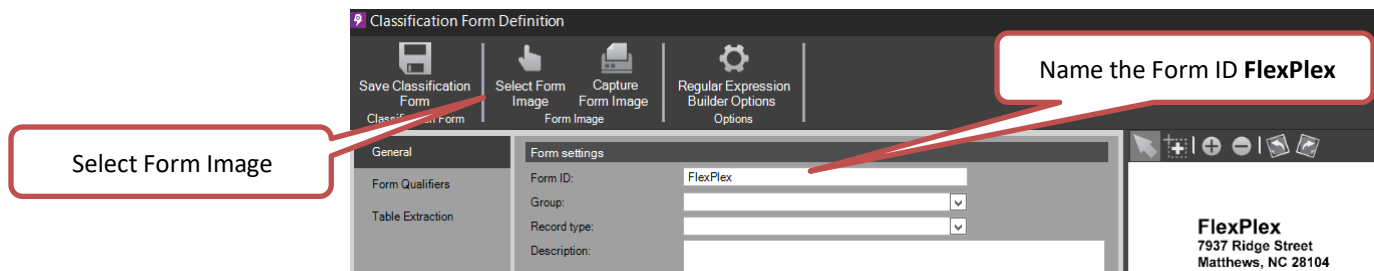 Classification Form Definition
Save Classification
Form
Classification Form
Select Form
Image
Capture
Form Image
Form Image
Regular Expression
Builder Options
Options
Name the Form ID FlexPlex
Select Form Image
General
Form Qualifiers
Table Extraction
Form settings
Form ID:
FlexPlex
Group:
Record type:
Description:
FlexPlex
7937 Ridge Street
Matthews, NC 28104